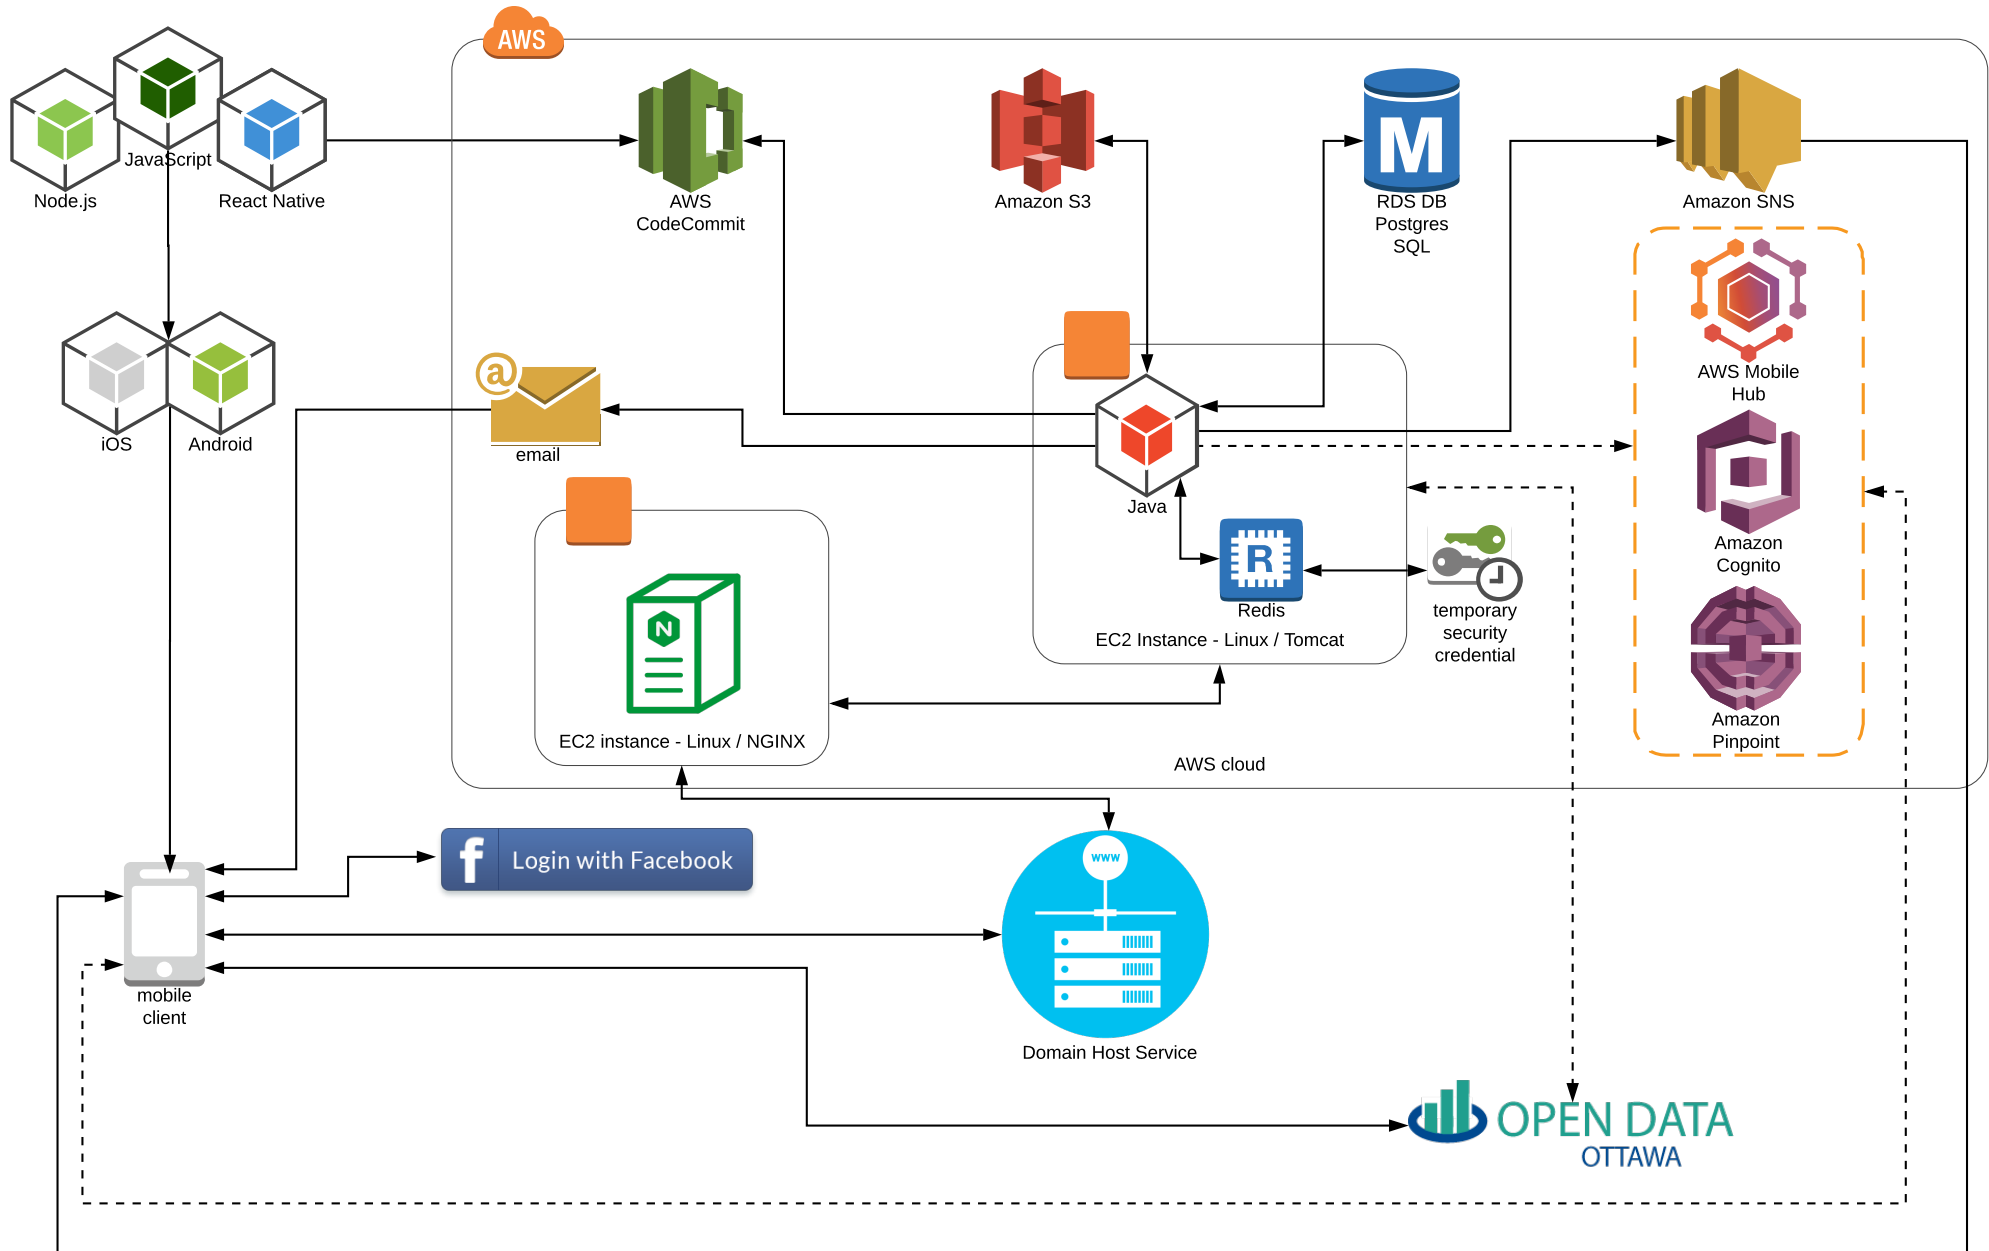 AWS
JavaScript
Node.js
React Native
AWS
CodeCommit
Amazon S3
M
RDS DB
Postgres
SQL
Amazon SNS
AWS Mobile
Hub
iOS
Android
@
email
Java
Amazon
Cognito
R
Redis
EC2 Instance - Linux / Tomcat
temporary
security
credential
N
EC2 instance - Linux / NGINX
Amazon
Pinpoint
AWS cloud
f Login with Facebook
www
mobile
client
Domain Host Service
OPEN DATA
OTTAWA